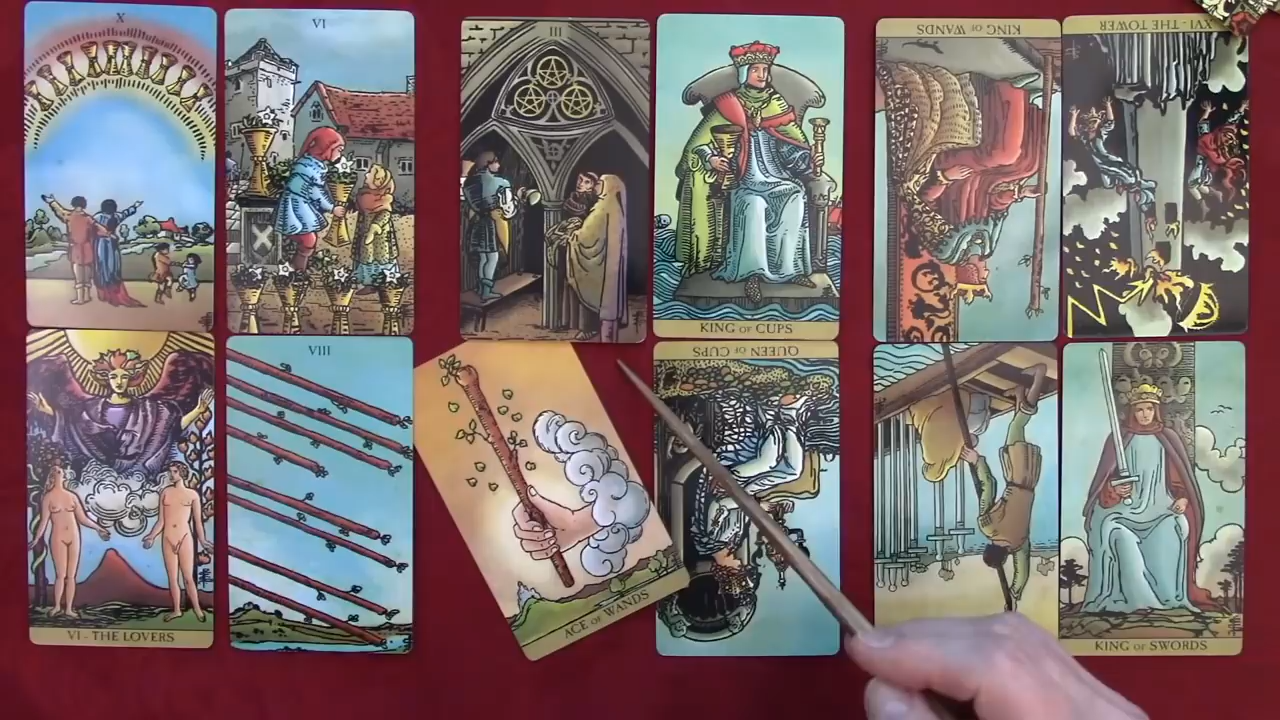 X
VI
III
KING OF CUPS
KING OF WANDS
XVI - THE TOWER
VI - THE LOVERS
VIII
ACE OF WANDS
QUEEN OF CUPS
KING OF SWORDS